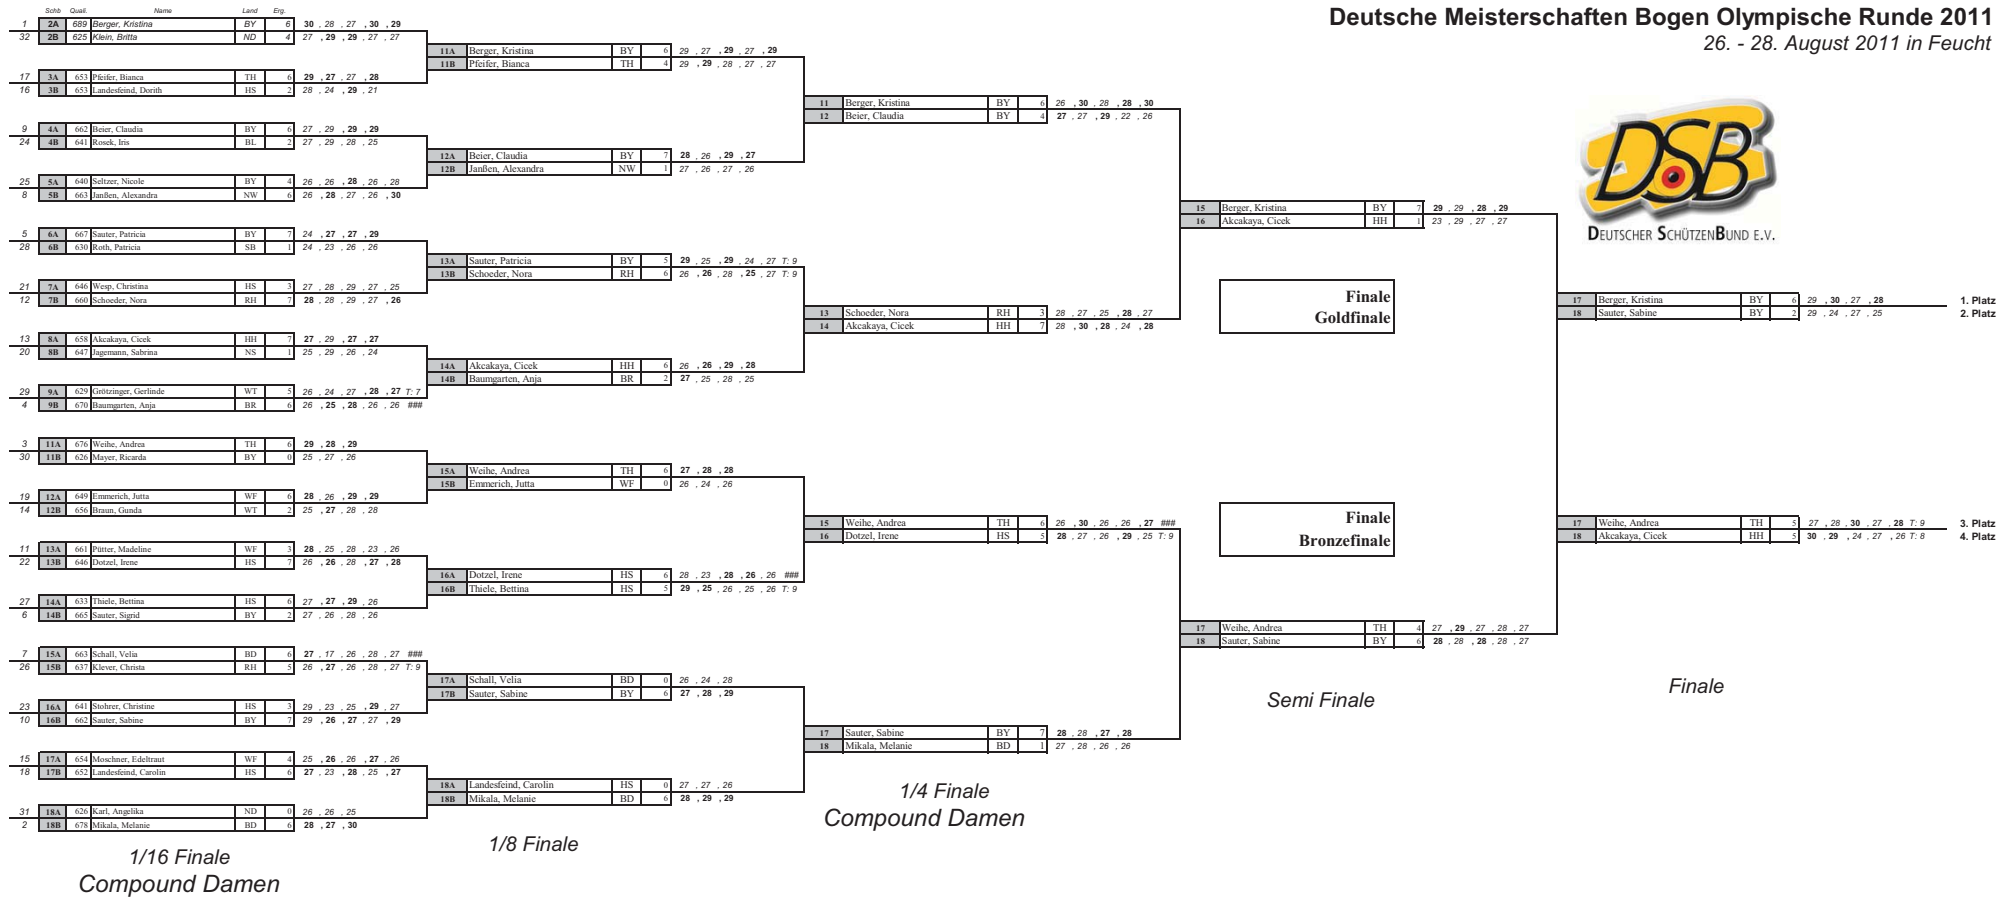 Deutsche Meisterschaften Bogen Olympische Runde 2011
26. - 28. August 2011 in Feucht
DSB
DEUTSCHER SCHÜTZENBUND E.V.
Schb Quali. Name Land Erg.
1 2A 689 Berger, Kristina BY 6 30 , 28 , 27 , 30 , 29
32 2B 625 Klein, Britta ND 4 27 , 29 , 29 , 27 , 27
17 3A 653 Pfeifer, Bianca TH 6 29 , 27 , 27 , 28
16 3B 653 Landesfeind, Dorith HS 2 28 , 24 , 29 , 21
9 4A 662 Beier, Claudia BY 6 27 , 29 , 29 , 29
24 4B 641 Rosek, Iris BL 2 27 , 29 , 28 , 25
25 5A 640 Seltzer, Nicole BY 4 26 , 26 , 28 , 26 , 28
8 5B 663 Janßen, Alexandra NW 6 26 , 28 , 27 , 26 , 30
5 6A 667 Sauter, Patricia BY 7 24 , 27 , 27 , 29
28 6B 630 Roth, Patricia SB 1 24 , 23 , 26 , 26
21 7A 646 Wesp, Christina HS 3 27 , 28 , 29 , 27 , 25
12 7B 660 Schoeder, Nora RH 7 28 , 28 , 29 , 27 , 26
13 8A 658 Akcakaya, Cicek HH 7 27 , 29 , 27 , 27
20 8B 647 Jagemann, Sabrina NS 1 25 , 29 , 26 , 24
29 9A 629 Grötzinger, Gerlinde WT 5 26 , 24 , 27 , 28 , 27 T: 7
4 9B 670 Baumgarten, Anja BR 6 26 , 25 , 28 , 26 , 26 ###
3 11A 676 Weihe, Andrea TH 6 29 , 28 , 29
30 11B 626 Mayer, Ricarda BY 0 25 , 27 , 26
19 12A 649 Emmerich, Jutta WF 6 28 , 26 , 29 , 29
14 12B 656 Braun, Gunda WT 2 25 , 27 , 28 , 28
11 13A 661 Pütter, Madeline WF 3 28 , 25 , 28 , 23 , 26
22 13B 646 Dotzel, Irene HS 7 26 , 26 , 28 , 27 , 28
27 14A 633 Thiele, Bettina HS 6 27 , 27 , 29 , 26
6 14B 665 Sauter, Sigrid BY 2 27 , 26 , 28 , 26
7 15A 663 Schall, Velia BD 6 27 , 17 , 26 , 28 , 27 ###
26 15B 637 Klever, Christa RH 5 26 , 27 , 26 , 28 , 27 T: 9
23 16A 641 Stohrer, Christine HS 3 29 , 23 , 25 , 29 , 27
10 16B 662 Sauter, Sabine BY 7 29 , 26 , 27 , 27 , 29
15 17A 654 Moschner, Edeltraut WF 4 25 , 26 , 26 , 27 , 26
18 17B 652 Landesfeind, Carolin HS 6 27 , 23 , 28 , 25 , 27
31 18A 626 Karl, Angelika ND 0 26 , 26 , 25
2 18B 678 Mikala, Melanie BD 6 28 , 27 , 30
1/16 Finale
Compound Damen
11A Berger, Kristina BY 6 29 , 27 , 29 , 27 , 29
11B Pfeifer, Bianca TH 4 29 , 29 , 28 , 27 , 27
12A Beier, Claudia BY 7 28 , 26 , 29 , 27
12B Janßen, Alexandra NW 1 27 , 26 , 27 , 26
13A Sauter, Patricia BY 5 29 , 25 , 29 , 24 , 27 T: 9
13B Schoeder, Nora RH 6 26 , 26 , 28 , 25 , 27 T: 9
14A Akcakaya, Cicek HH 6 26 , 26 , 29 , 28
14B Baumgarten, Anja BR 2 27 , 25 , 28 , 25
15A Weihe, Andrea TH 6 27 , 28 , 28
15B Emmerich, Jutta WF 0 26 , 24 , 26
16A Dotzel, Irene HS 6 28 , 23 , 28 , 26 , 26 ###
16B Thiele, Bettina HS 5 29 , 25 , 26 , 25 , 26 T: 9
17A Schall, Velia BD 0 26 , 24 , 28
17B Sauter, Sabine BY 6 27 , 28 , 29
18A Landesfeind, Carolin HS 0 27 , 27 , 26
18B Mikala, Melanie BD 6 28 , 29 , 29
1/8 Finale
11 Berger, Kristina BY 6 26 , 30 , 28 , 28 , 30
12 Beier, Claudia BY 4 27 , 27 , 29 , 22 , 26
13 Schoeder, Nora RH 3 28 , 27 , 25 , 28 , 27
14 Akcakaya, Cicek HH 7 28 , 30 , 28 , 24 , 28
15 Weihe, Andrea TH 6 26 , 30 , 26 , 26 , 27 ###
16 Dotzel, Irene HS 5 28 , 27 , 26 , 29 , 25 T: 9
17 Sauter, Sabine BY 7 28 , 28 , 27 , 28
18 Mikala, Melanie BD 1 27 , 28 , 26 , 26
1/4 Finale
Compound Damen
15 Berger, Kristina BY 7 29 , 29 , 28 , 29
16 Akcakaya, Cicek HH 1 23 , 29 , 27 , 27
Finale
Goldfinale
Finale
Bronzefinale
17 Weihe, Andrea TH 4 27 , 29 , 27 , 28 , 27
18 Sauter, Sabine BY 6 28 , 28 , 28 , 28 , 27
Semi Finale
17 Berger, Kristina BY 6 29 , 30 , 27 , 28 1. Platz
18 Sauter, Sabine BY 2 29 , 24 , 27 , 25 2. Platz
17 Weihe, Andrea TH 5 27 , 28 , 30 , 27 , 28 T: 9 3. Platz
18 Akcakaya, Cicek HH 5 30 , 29 , 24 , 27 , 26 T: 8 4. Platz
Finale